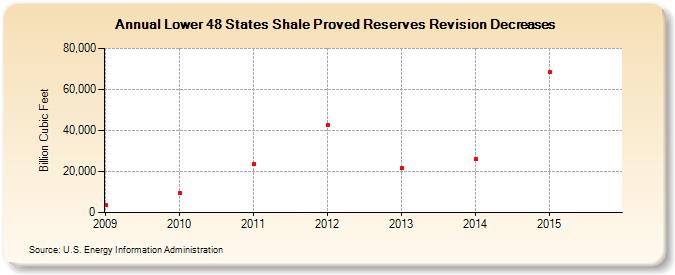 Annual Lower 48 States Shale Proved Reserves Revision Decreases
Billion Cubic Feet
80,000
60,000
40,000
20,000
0
2009 2010 2011 2012 2013 2014 2015
Source: U.S. Energy Information Administration